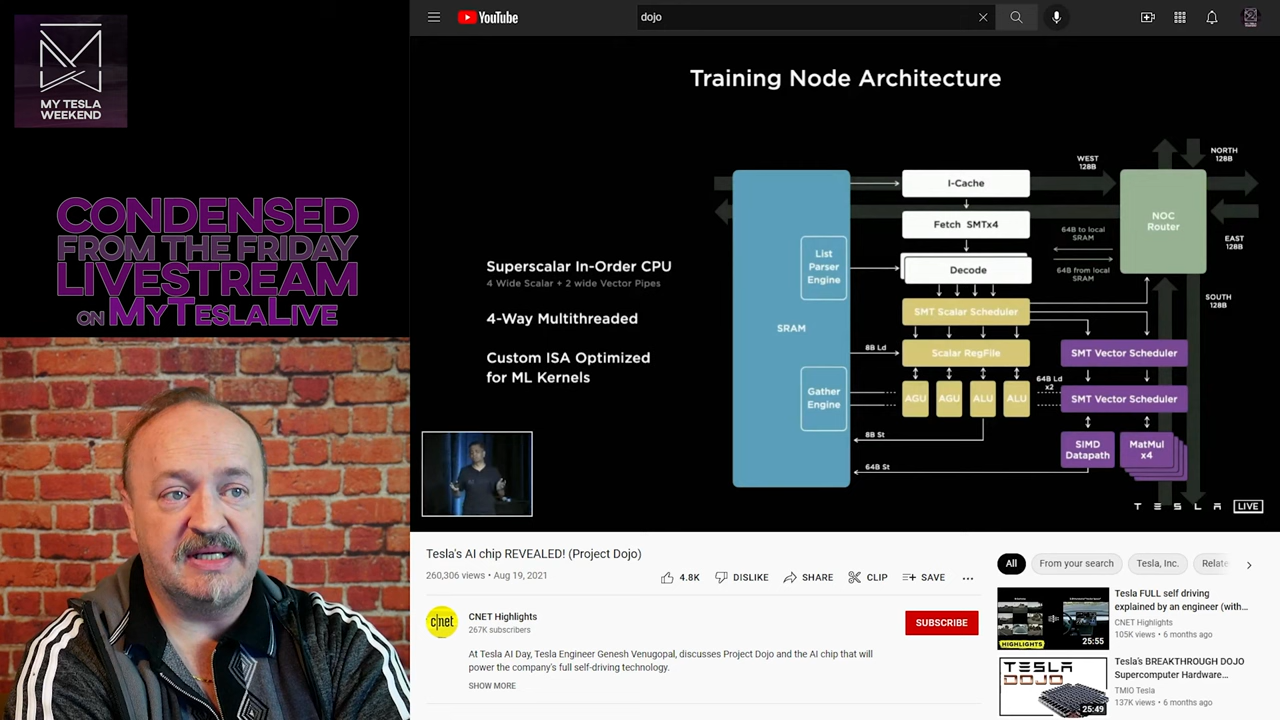 MY TESLA
WEEKEND
CONDENSED
FROM THE FRIDAY
LIVESTREAM
ON MYTESLALIVE
YouTube
dojo
Training Node Architecture
Superscalar In-Order CPU
4 Wide Scalar + 2 wide Vector Pipes
4-Way Multithreaded
Custom ISA Optimized
for ML Kernels
SRAM
List
Parser
Engine
Gather
Engine
I-Cache
Fetch SMTx4
Decode
SMT Scalar Scheduler
8B Ld
Scalar RegFile
AGU AGU ALU ALU
8B St
64B St
64B Ld
x2
WEST
128B
NORTH
128B
NOC
Router
64B to local
SRAM
64B from local
SRAM
EAST
128B
SOUTH
128B
SMT Vector Scheduler
SMT Vector Scheduler
SIMD
Datapath
MatMul
x4
TESLA LIVE
Tesla's AI chip REVEALED! (Project Dojo)
260,306 views • Aug 19, 2021
4.8K DISLIKE SHARE CLIP SAVE ...
c|net
CNET Highlights
267K subscribers
SUBSCRIBE
At Tesla AI Day, Tesla Engineer Genesh Venugopal, discusses Project Dojo and the AI chip that will
power the company's full self-driving technology.
SHOW MORE
All From your search Tesla, Inc. Relate
HIGHLIGHTS
25:55
Tesla FULL self driving
explained by an engineer (with...
CNET Highlights
105K views • 6 months ago
TESLA
DOJO
25:49
Tesla's BREAKTHROUGH DOJO
Supercomputer Hardware...
TMIO Tesla
137K views • 6 months ago